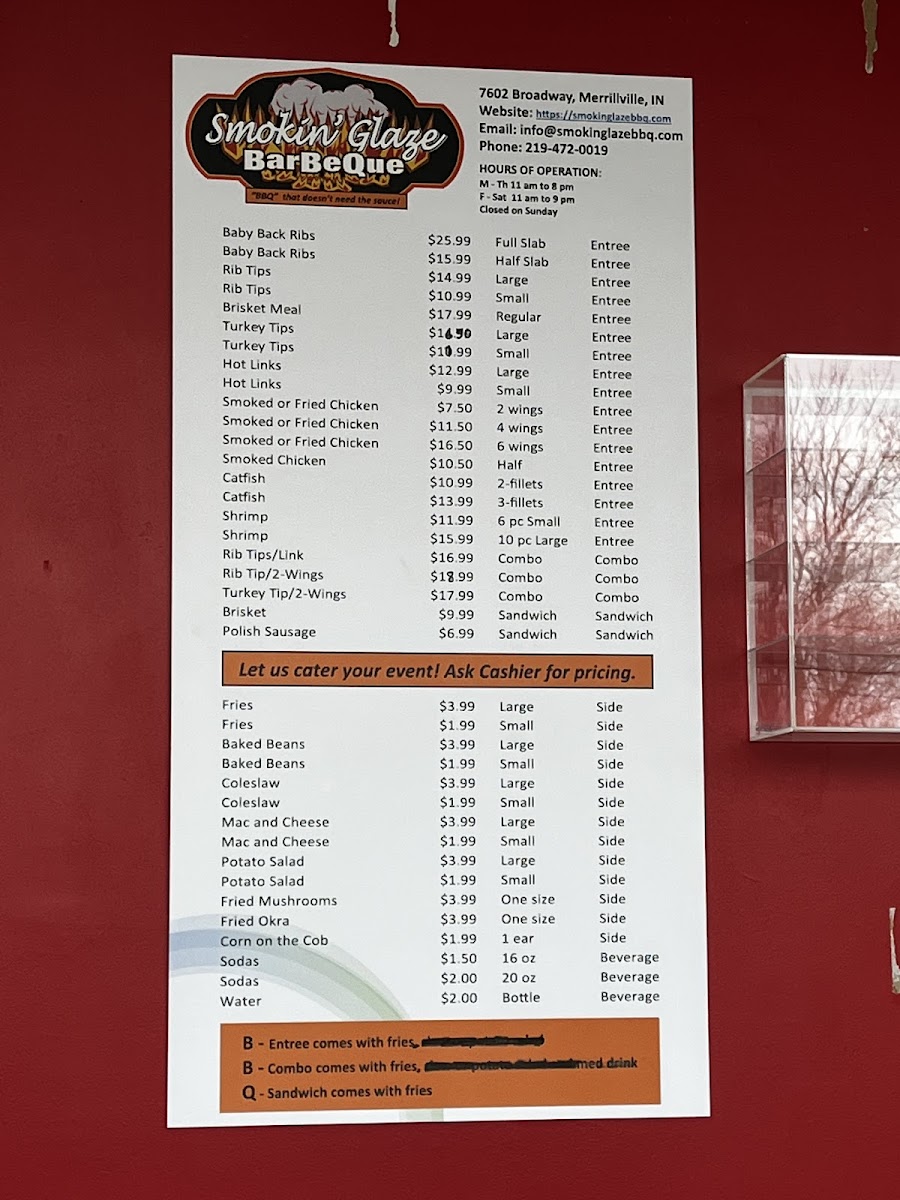 Smokin' Glaze
BarBeQue
"BBQ" that doesn't need the sauce!
7602 Broadway, Merrillville, IN
Website: https://smokinglazebbq.com
Email: info@smokinglazebbq.com
Phone: 219-472-0019
HOURS OF OPERATION:
M - Th 11 am to 8 pm
F - Sat 11 am to 9 pm
Closed on Sunday
Baby Back Ribs $25.99 Full Slab Entree
Baby Back Ribs $15.99 Half Slab Entree
Rib Tips $14.99 Large Entree
Rib Tips $10.99 Small Entree
Brisket Meal $17.99 Regular Entree
Turkey Tips $16.50 Large Entree
Turkey Tips $11.99 Small Entree
Hot Links $12.99 Large Entree
Hot Links $9.99 Small Entree
Smoked or Fried Chicken $7.50 2 wings Entree
Smoked or Fried Chicken $11.50 4 wings Entree
Smoked or Fried Chicken $16.50 6 wings Entree
Smoked Chicken $10.50 Half Entree
Catfish $10.99 2-fillets Entree
Catfish $13.99 3-fillets Entree
Shrimp $11.99 6 pc Small Entree
Shrimp $15.99 10 pc Large Entree
Rib Tips/Link $16.99 Combo Combo
Rib Tip/2-Wings $18.99 Combo Combo
Turkey Tip/2-Wings $17.99 Combo Combo
Brisket $9.99 Sandwich Sandwich
Polish Sausage $6.99 Sandwich Sandwich
Let us cater your event! Ask Cashier for pricing.
Fries $3.99 Large Side
Fries $1.99 Small Side
Baked Beans $3.99 Large Side
Baked Beans $1.99 Small Side
Coleslaw $3.99 Large Side
Coleslaw $1.99 Small Side
Mac and Cheese $3.99 Large Side
Mac and Cheese $1.99 Small Side
Potato Salad $3.99 Large Side
Potato Salad $1.99 Small Side
Fried Mushrooms $3.99 One size Side
Fried Okra $3.99 One size Side
Corn on the Cob $1.99 1 ear Side
Sodas $1.50 16 oz Beverage
Sodas $2.00 20 oz Beverage
Water $2.00 Bottle Beverage
B - Entree comes with fries,
B - Combo comes with fries, drink
Q - Sandwich comes with fries